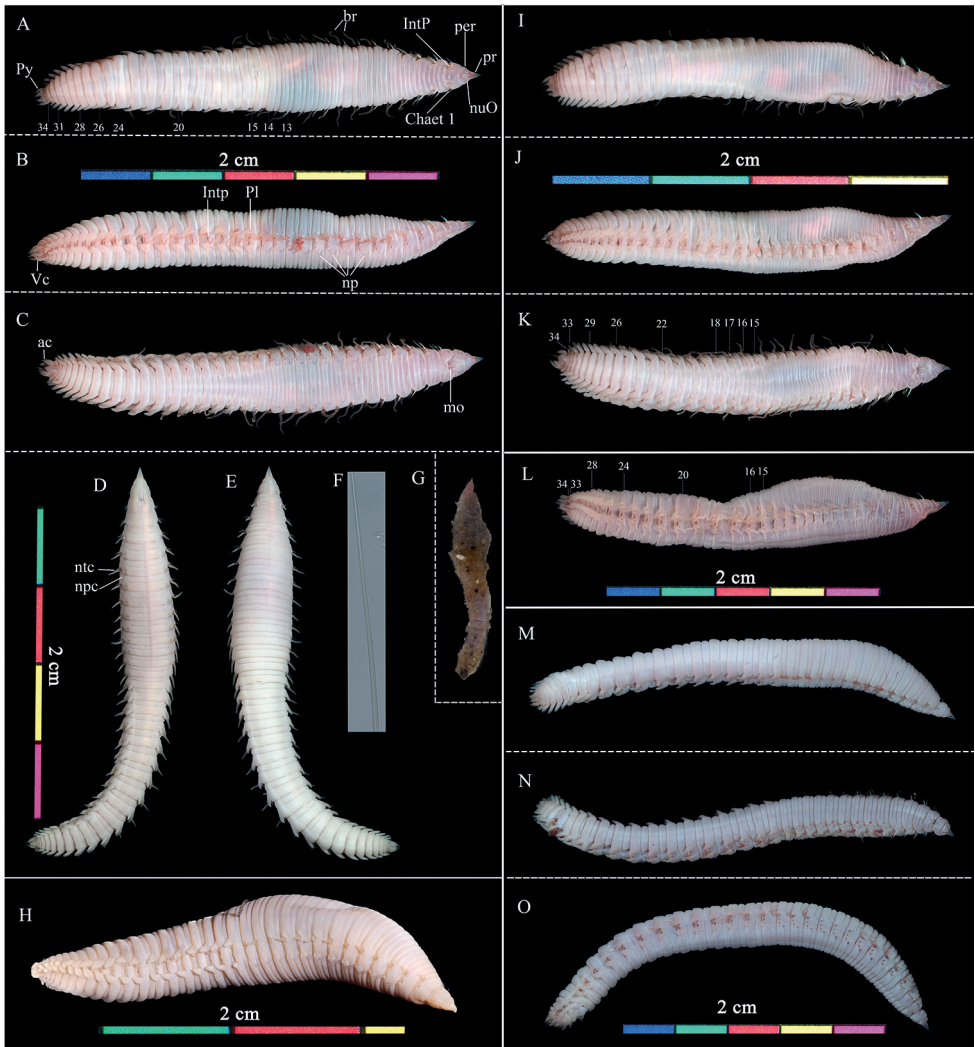 A
br
IntP
per
pr
Py
Chaet 1
nuO
34 31 28 26 24 20 15 14 13
B
2 cm
Intp Pl
Vc
np
C
ac
mo
D E F G
ntc
npc
2 cm
H
2 cm
I
J
2 cm
K
34 33 29 26 22 18 17 16 15
L
34 33 28 24 20 16 15
2 cm
M
N
O
2 cm